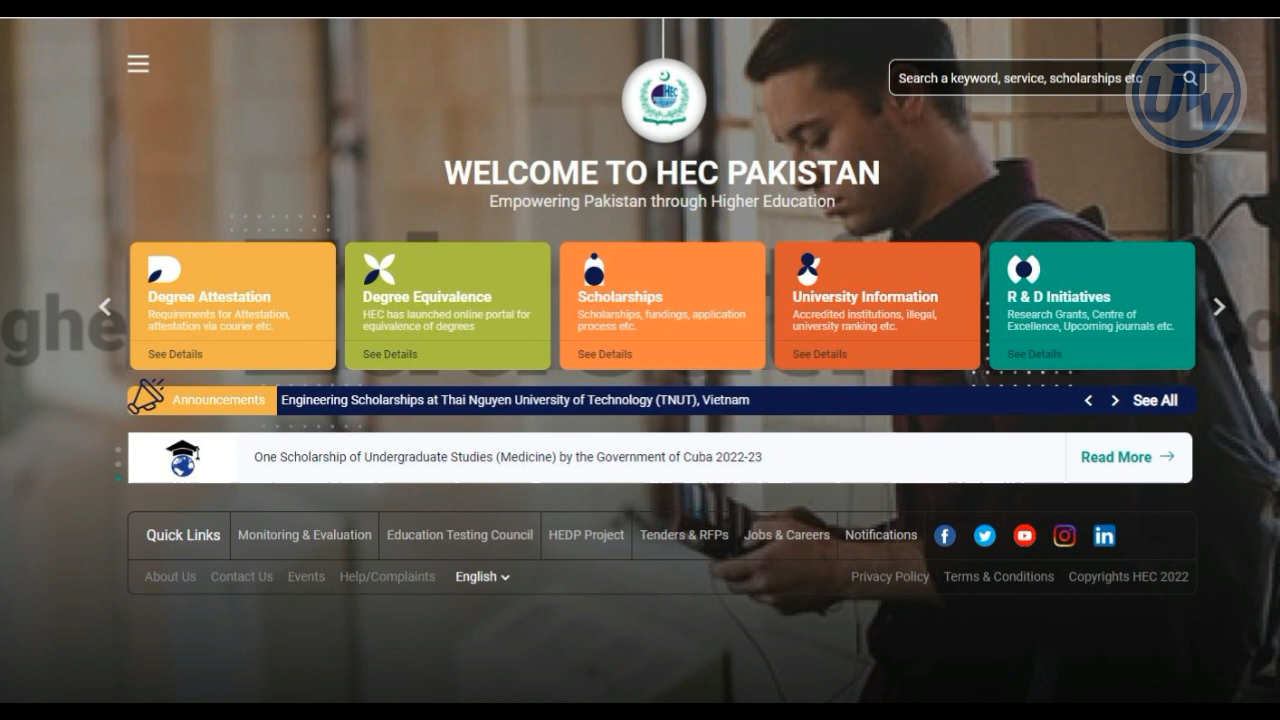 Search a keyword, service, scholarships etc
UTV
HEC
WELCOME TO HEC PAKISTAN
Empowering Pakistan through Higher Education
ghe
Degree Attestation
Requirements for Attestation,
attestation via courier etc.
See Details
Degree Equivalence
HEC has launched online portal for
equivalence of degrees
See Details
Scholarships
Scholarships, fundings, application
process etc.
See Details
University Information
Accredited institutions, illegal,
university ranking etc.
See Details
R & D Initiatives
Research Grants, Centre of
Excellence, Upcoming journals etc.
See Details
Announcements
Engineering Scholarships at Thai Nguyen University of Technology (TNUT), Vietnam
See All
One Scholarship of Undergraduate Studies (Medicine) by the Government of Cuba 2022-23
Read More
Quick Links
Monitoring & Evaluation
Education Testing Council
HEDP Project
Tenders & RFPs
Jobs & Careers
Notifications
About Us
Contact Us
Events
Help/Complaints
English
Privacy Policy
Terms & Conditions
Copyrights HEC 2022